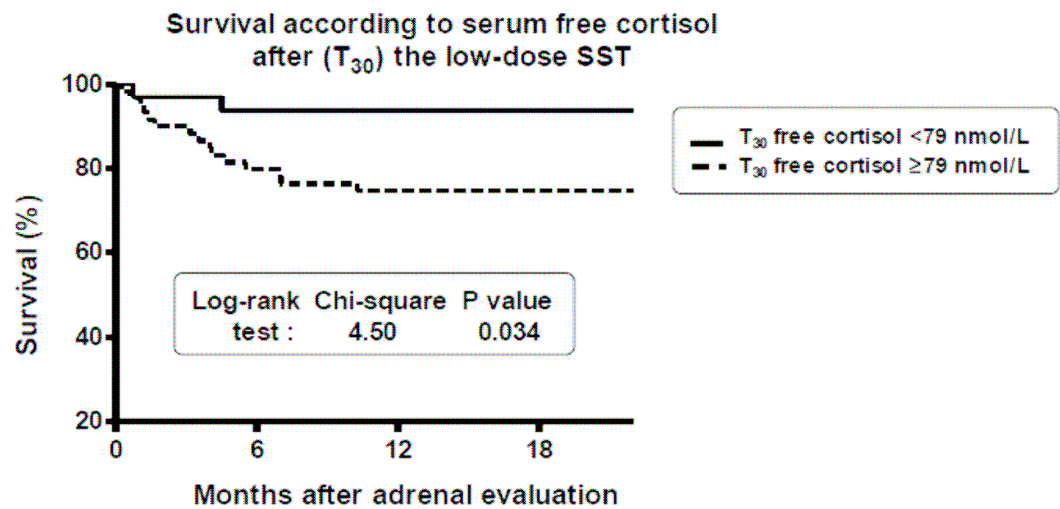 Survival according to serum free cortisol
after (T₃₀) the low-dose SST
100
80
60
40
20
Survival (%)
T₃₀ free cortisol <79 nmol/L
T₃₀ free cortisol ≥79 nmol/L
Log-rank Chi-square P value
test : 4.50 0.034
0 6 12 18
Months after adrenal evaluation